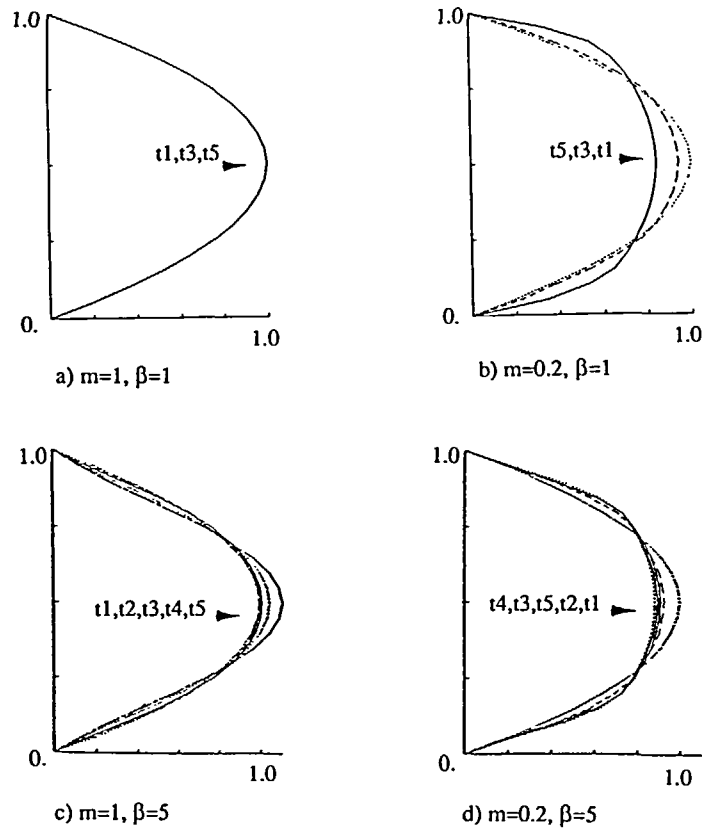 1.0
t1,t3,t5
0.
1.0
a) m=1, β=1
1.0
t5,t3,t1
0.
1.0
b) m=0.2, β=1
1.0
t1,t2,t3,t4,t5
0.
1.0
c) m=1, β=5
1.0
t4,t3,t5,t2,t1
0.
1.0
d) m=0.2, β=5